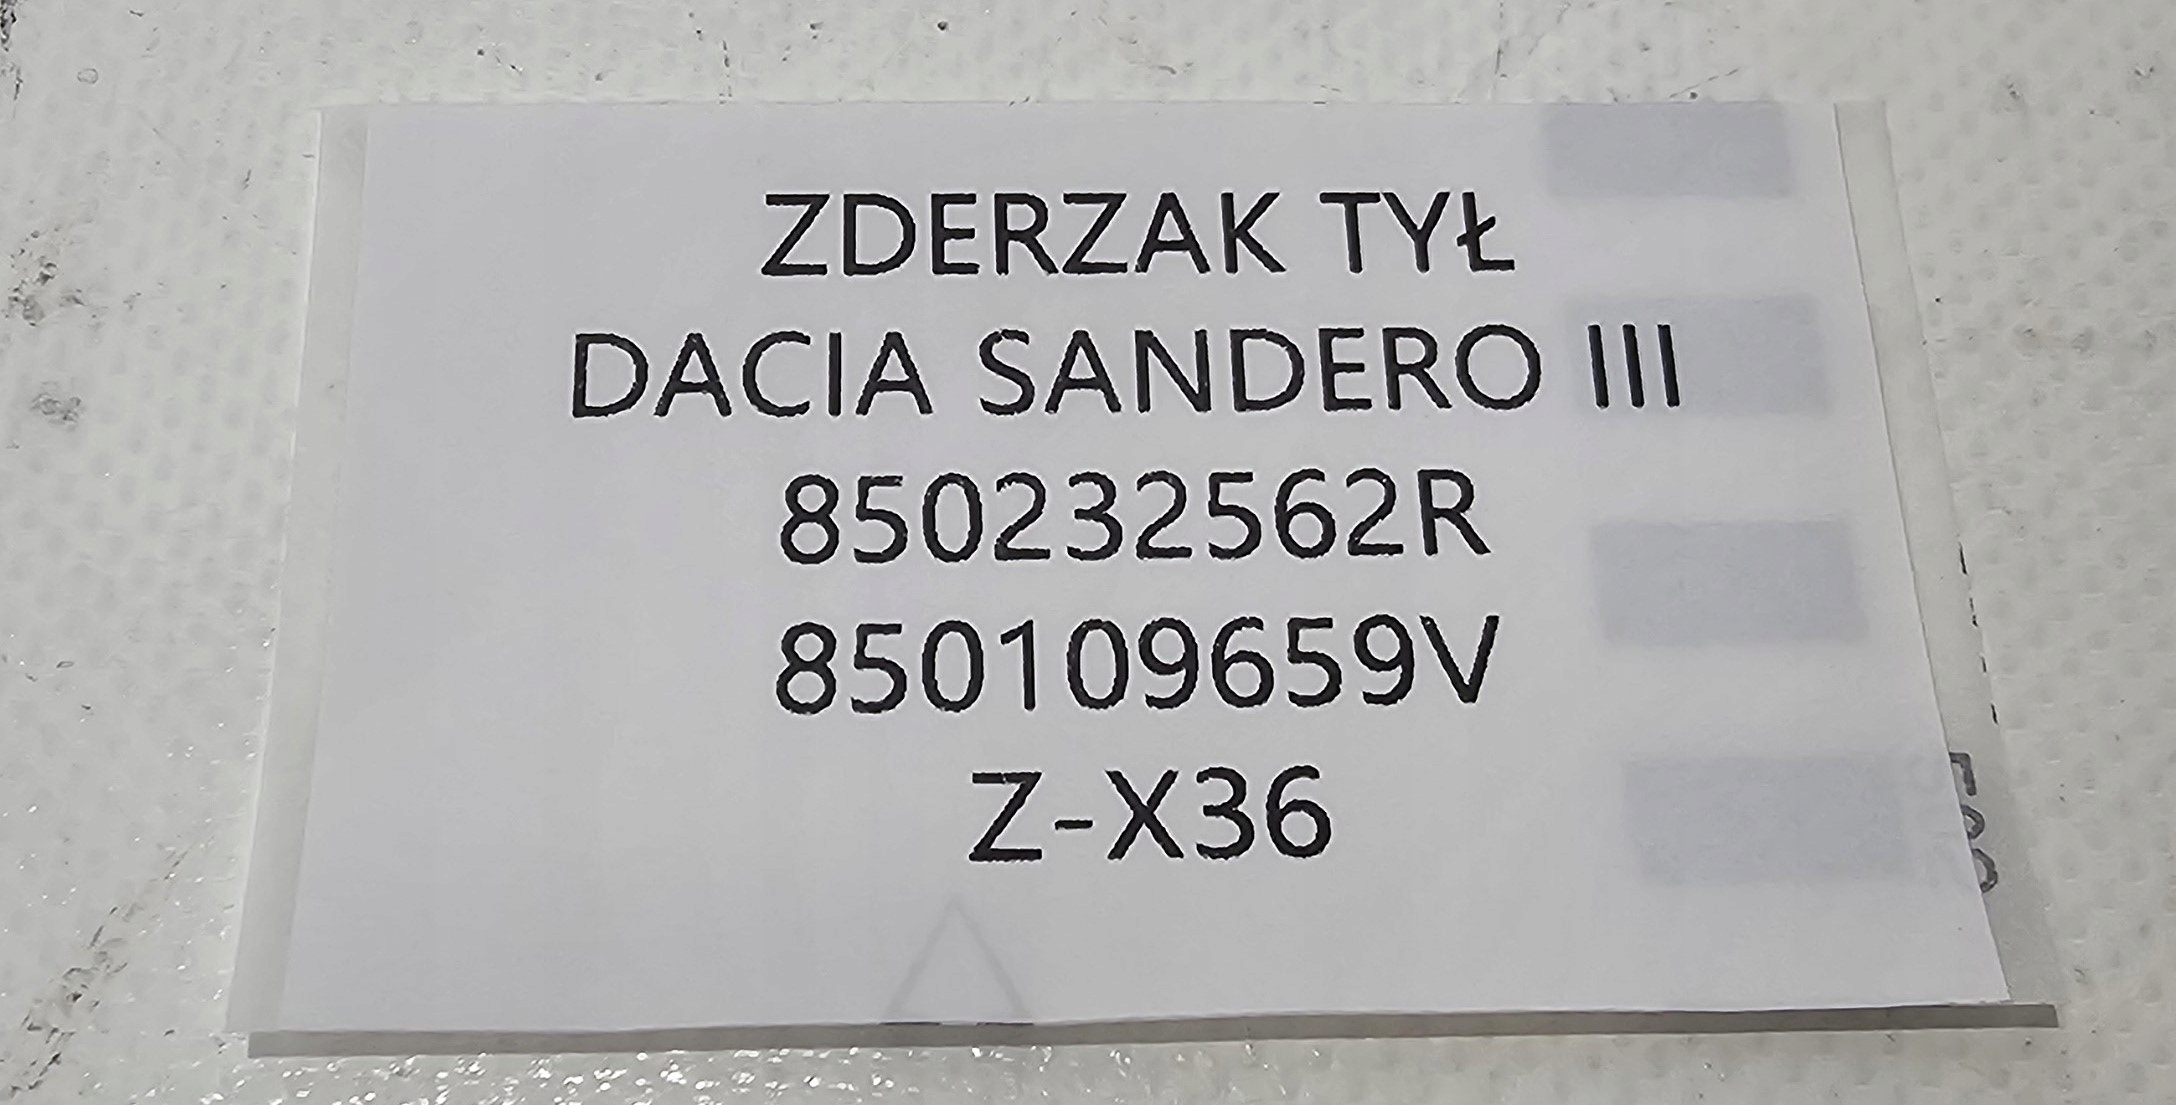 ZDERZAK TYŁ
DACIA SANDERO III
850232562R
850109659V
Z-X36